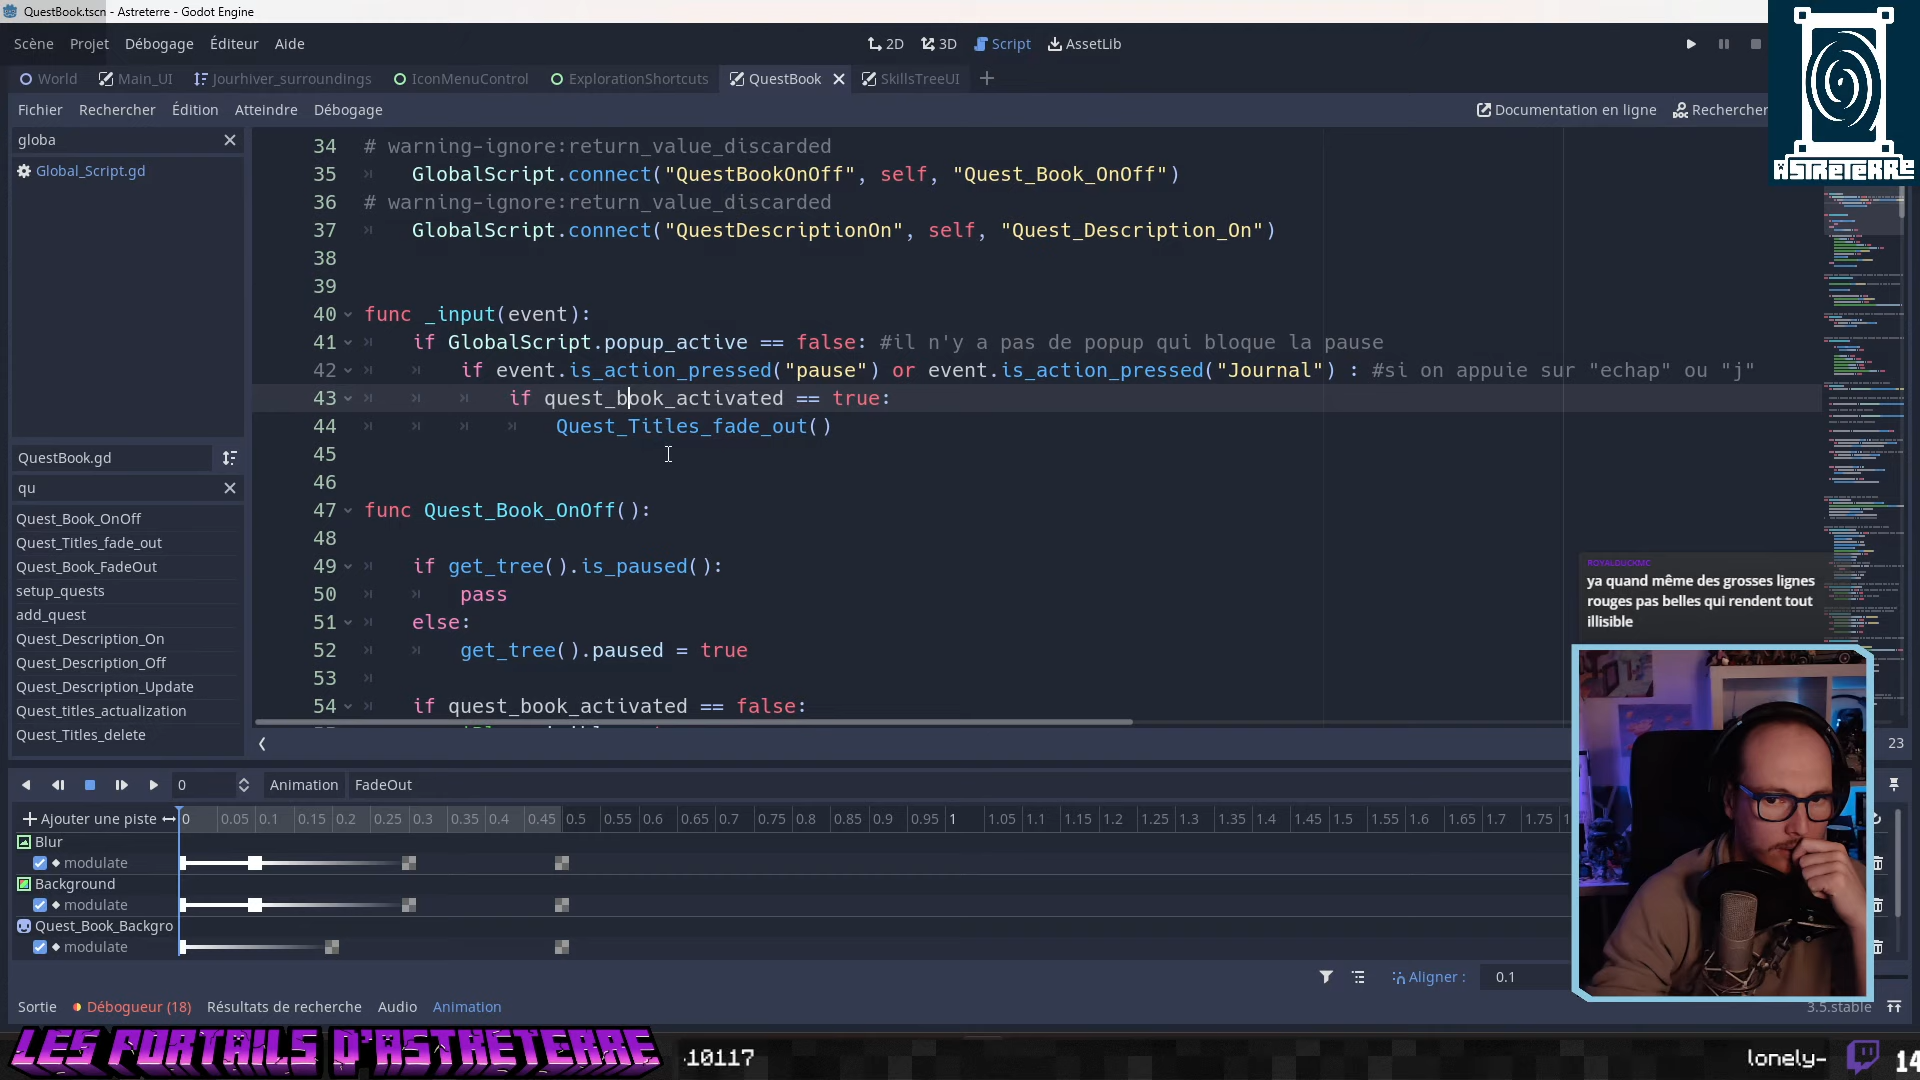 QuestBook.tscn - Astreterre - Godot Engine
Scène Projet Débogage Éditeur Aide
2D 3D Script AssetLib
World Main_UI Jourhiver_surroundings IconMenuControl ExplorationShortcuts QuestBook SkillsTreeUI
Fichier Rechercher Édition Atteindre Débogage
Documentation en ligne Rechercher
ASTRETERRE
globa
Global_Script.gd
QuestBook.gd
qu
Quest_Book_OnOff
Quest_Titles_fade_out
Quest_Book_FadeOut
setup_quests
add_quest
Quest_Description_On
Quest_Description_Off
Quest_Description_Update
Quest_titles_actualization
Quest_Titles_delete
34 # warning-ignore:return_value_discarded
35 GlobalScript.connect("QuestBookOnOff", self, "Quest_Book_OnOff")
36 # warning-ignore:return_value_discarded
37 GlobalScript.connect("QuestDescriptionOn", self, "Quest_Description_On")
38
39
40 func _input(event):
41 if GlobalScript.popup_active == false: #il n'y a pas de popup qui bloque la pause
42 if event.is_action_pressed("pause") or event.is_action_pressed("Journal") : #si on appuie sur "echap" ou "j"
43 if quest_book_activated == true:
44 Quest_Titles_fade_out()
45
46
47 func Quest_Book_OnOff():
48
49 if get_tree().is_paused():
50 pass
51 else:
52 get_tree().paused = true
53
54 if quest_book_activated == false:
ROYALDUCKMC
ya quand même des grosses lignes
rouges pas belles qui rendent tout
illisible
23
0 Animation FadeOut
Ajouter une piste 0 0.05 0.1 0.15 0.2 0.25 0.3 0.35 0.4 0.45 0.5 0.55 0.6 0.65 0.7 0.75 0.8 0.85 0.9 0.95 1 1.05 1.1 1.15 1.2 1.25 1.3 1.35 1.4 1.45 1.5 1.55 1.6 1.65 1.7 1.75
Blur
modulate
Background
modulate
Quest_Book_Backgro
modulate
Aligner : 0.1
Sortie Débogueur (18) Résultats de recherche Audio Animation
3.5.stable
LES PORTAILS D'ASTRETERRE
10117
lonely-
14